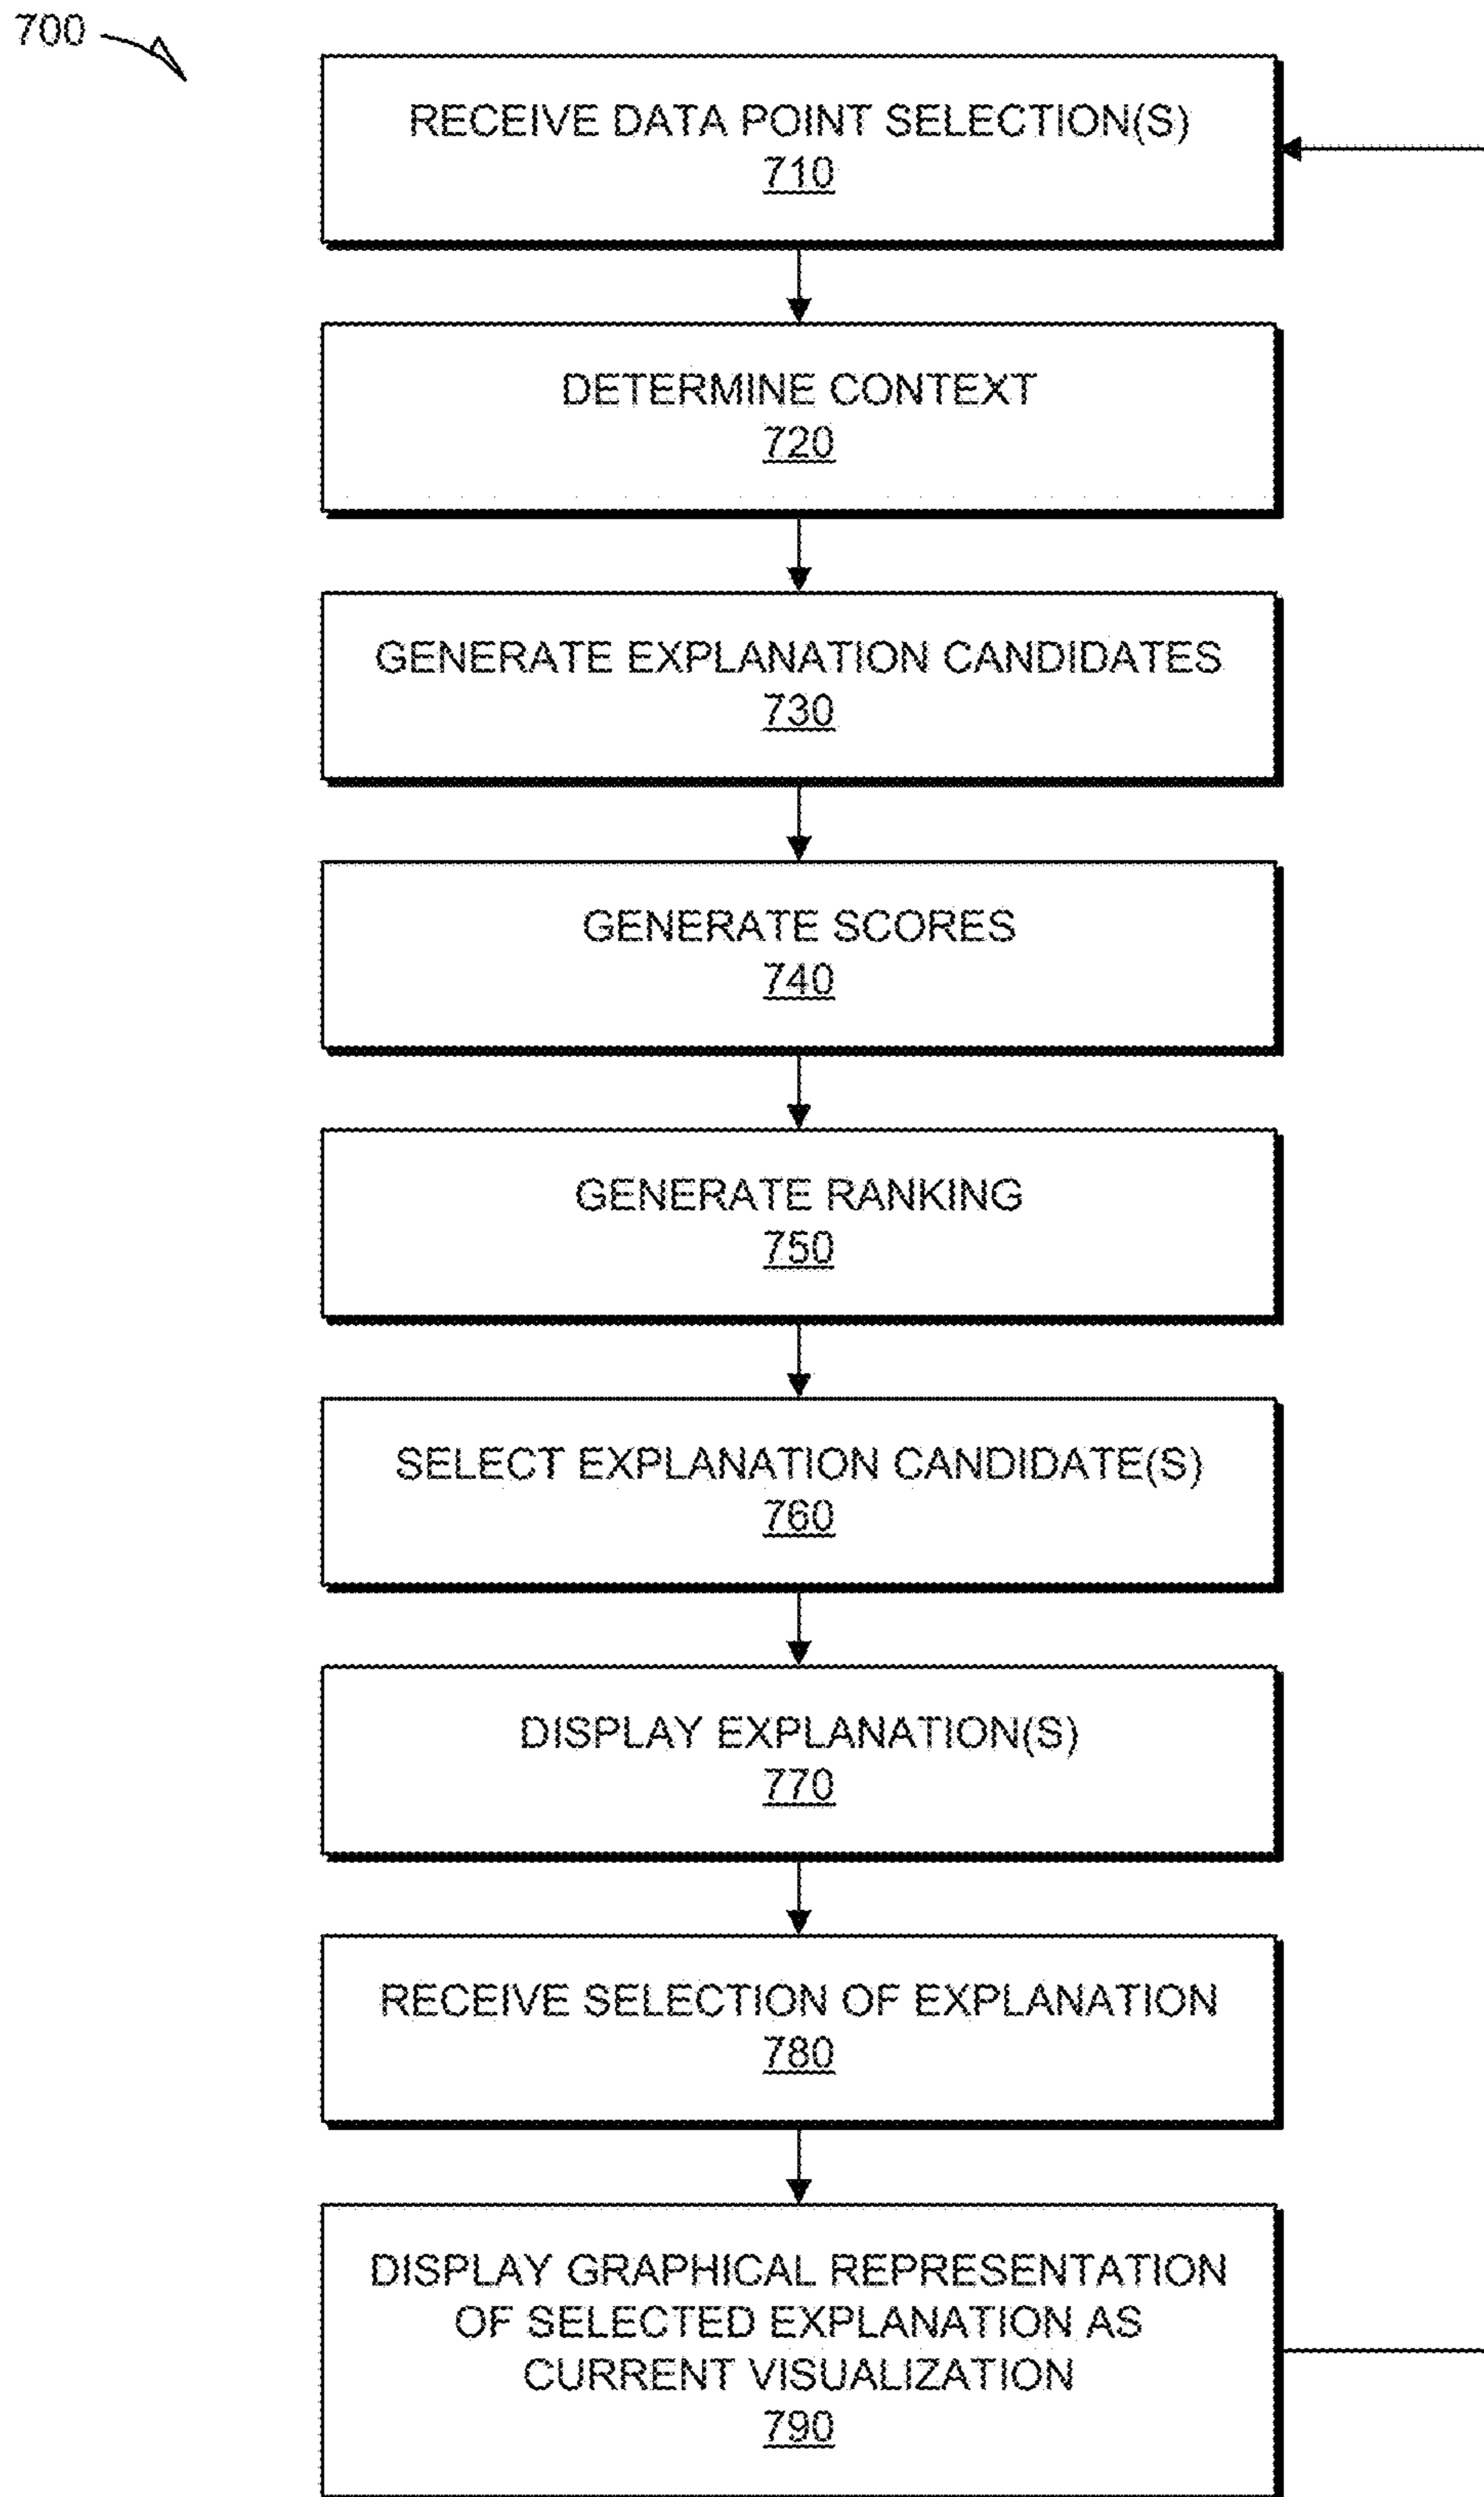 700
RECEIVE DATA POINT SELECTION(S)
710
DETERMINE CONTEXT
720
GENERATE EXPLANATION CANDIDATES
730
GENERATE SCORES
740
GENERATE RANKING
750
SELECT EXPLANATION CANDIDATE(S)
760
DISPLAY EXPLANATION(S)
770
RECEIVE SELECTION OF EXPLANATION
780
DISPLAY GRAPHICAL REPRESENTATION
OF SELECTED EXPLANATION AS
CURRENT VISUALIZATION
790